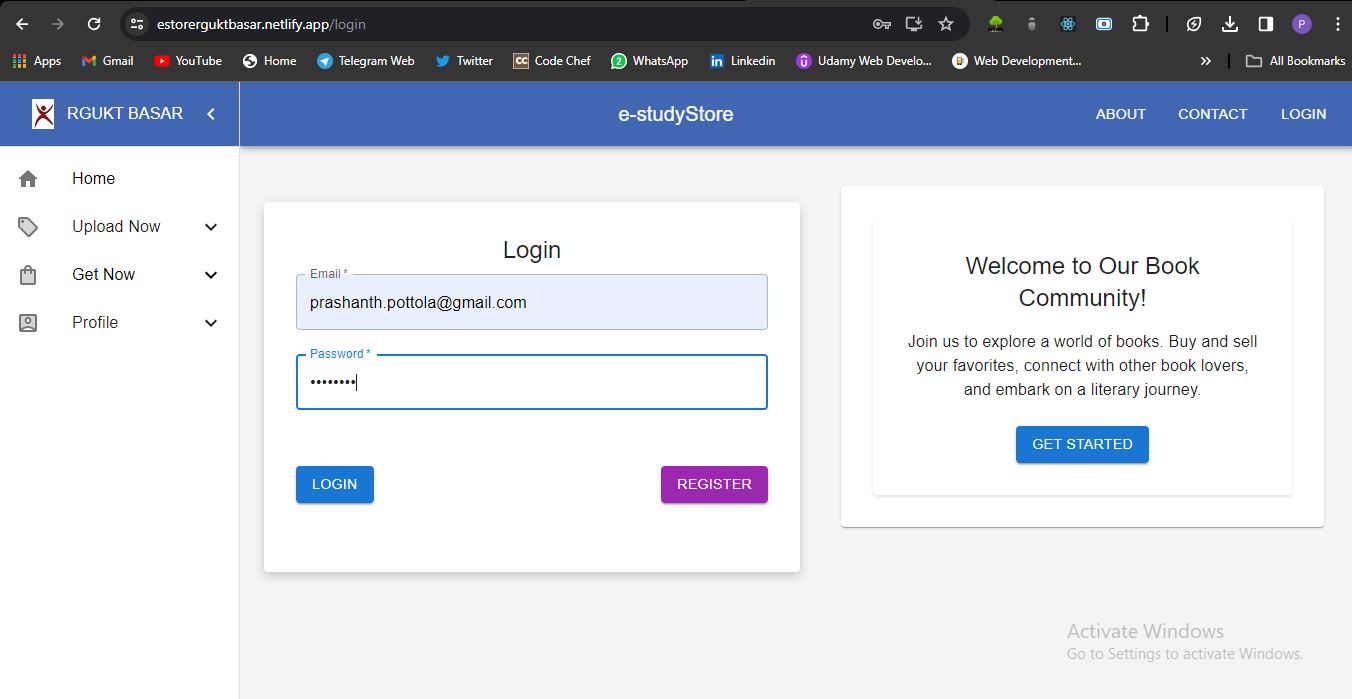 estorerguktbasar.netlify.app/login
P
Apps Gmail YouTube Home Telegram Web Twitter CC Code Chef WhatsApp in Linkedin Udamy Web Develo... Web Development... » All Bookmarks
RGUKT BASAR
e-studyStore
ABOUT CONTACT LOGIN
Home
Upload Now
Get Now
Profile
Login
Email *
prashanth.pottola@gmail.com
Password *
••••••••
LOGIN
REGISTER
Welcome to Our Book
Community!
Join us to explore a world of books. Buy and sell
your favorites, connect with other book lovers,
and embark on a literary journey.
GET STARTED
Activate Windows
Go to Settings to activate Windows.